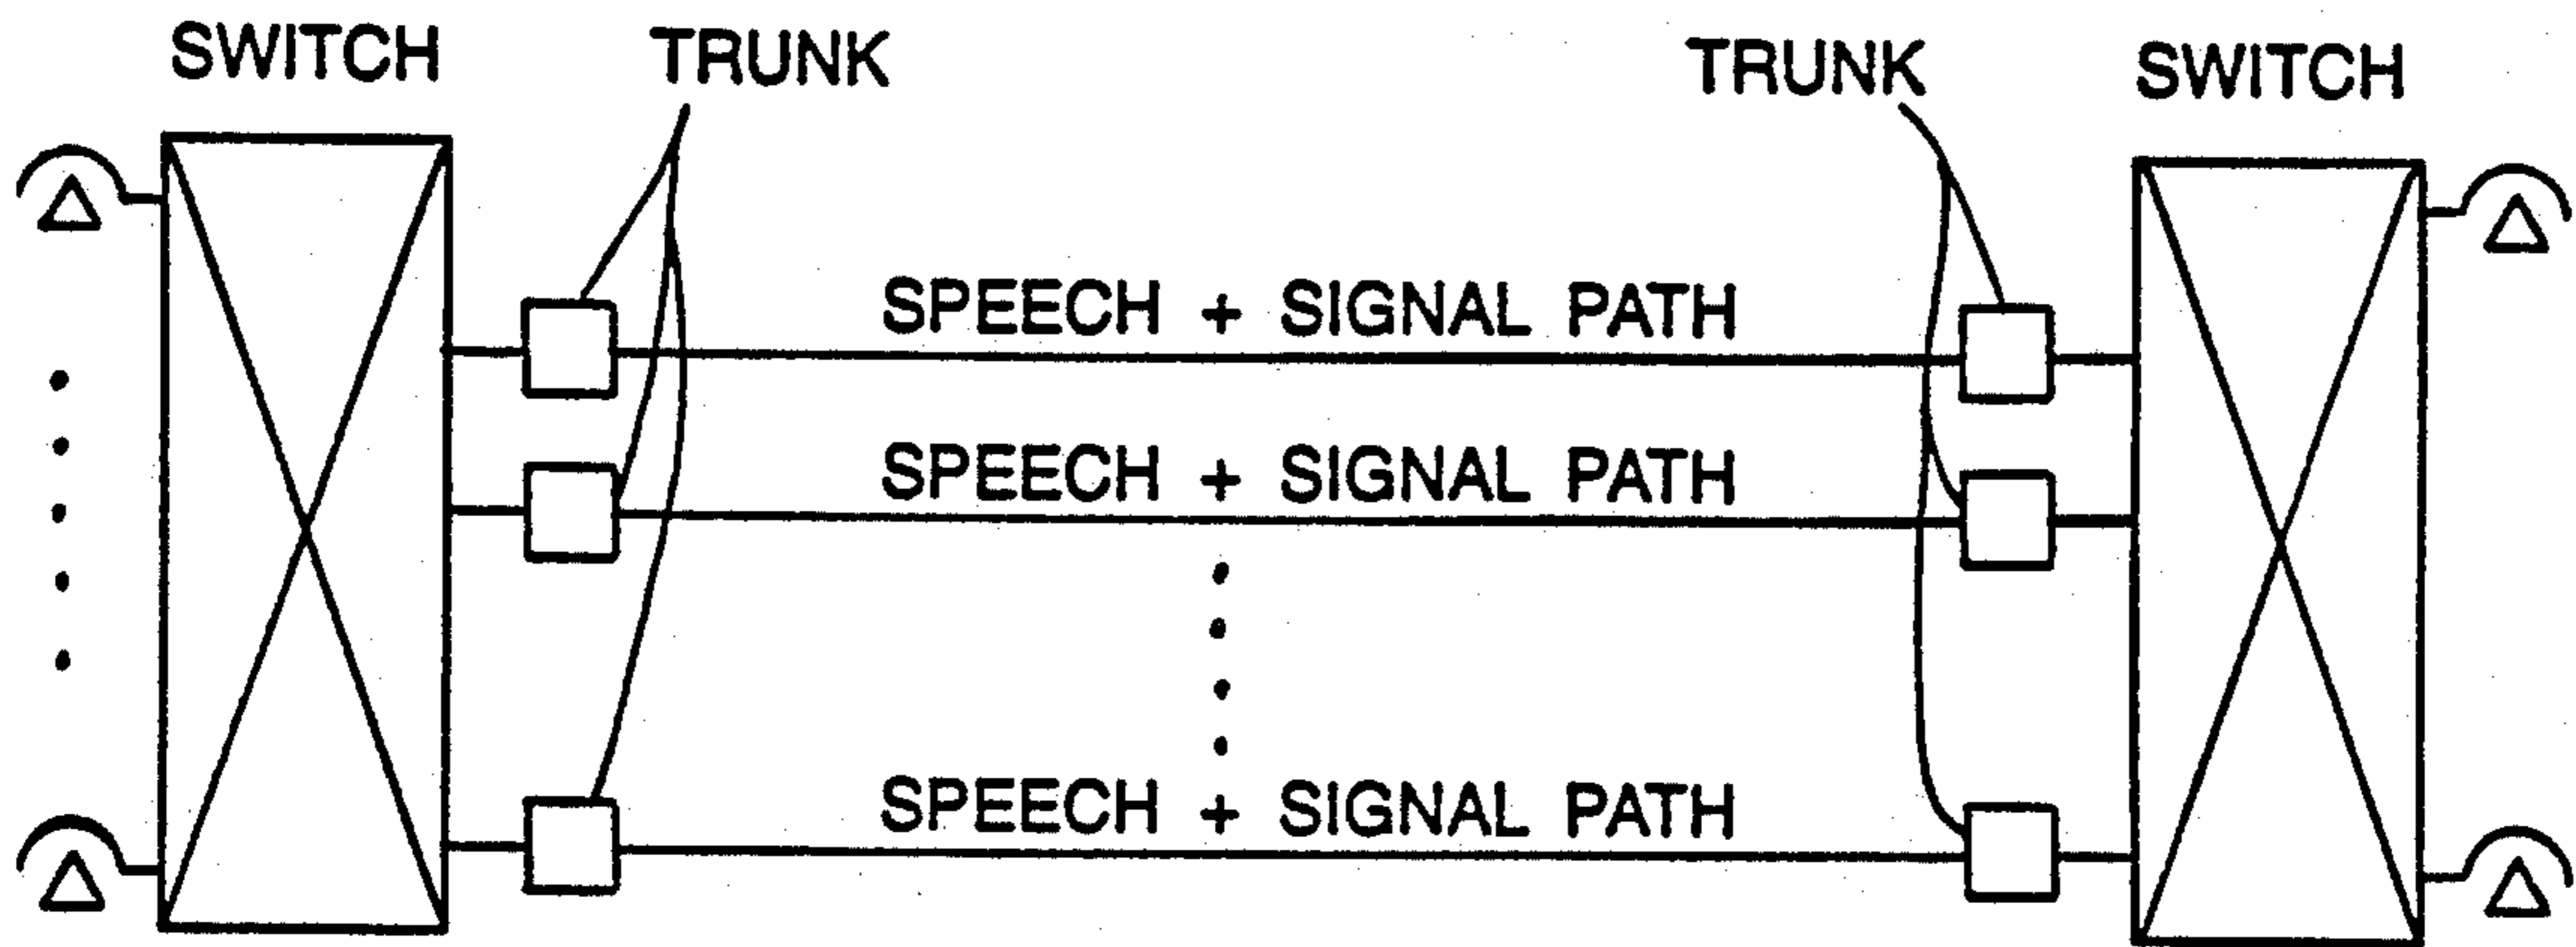 SWITCH
TRUNK
TRUNK
SWITCH
SPEECH + SIGNAL PATH
SPEECH + SIGNAL PATH
SPEECH + SIGNAL PATH